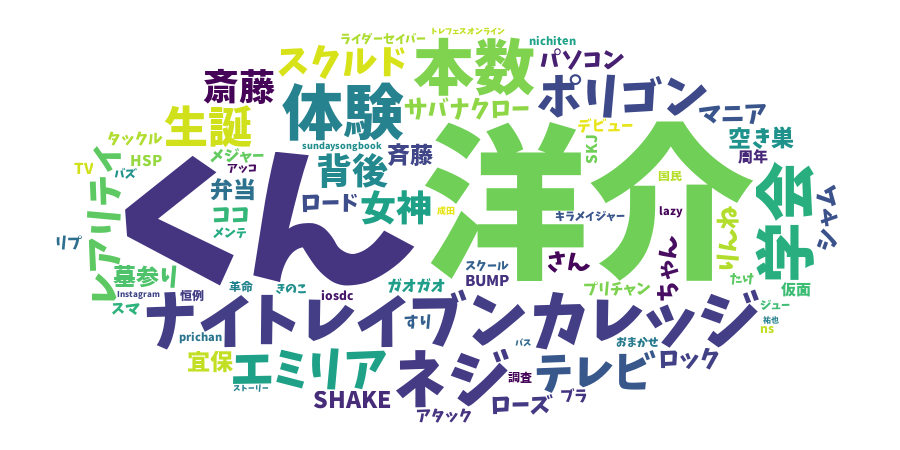 トレフェスオンライン
ライダーセイバー
nichiten
スクルド
本数
パソコン
斎藤
体験
サバナクロー
ポリゴン
マニア
生誕
デビュー
タックル
sundaysongbook
SKJ
空き巣
周年
HSP
メジャー
斉藤
TV
バズ
アッコ
背後
くん
洋介
国民
学会
レアリティ
弁当
ロード
女神
成田
キラメイジャー
lazy
りんね
シャム
ココ
メンテ
リプ
さん
ちゃん
墓参り
スクール
BUMP
ガオガオ
プリチャン
たけ
仮面
Instagram
恒例
革命
きのこ
iosdc
スマ
ナイトレイブンカレッジ
ジュー
祐也
ns
すり
prichan
バス
おまかせ
宜保
エミリア
ネジ
調査
テレビ
ロック
ストーリー
SHAKE
アタック
ローズ
ブラ